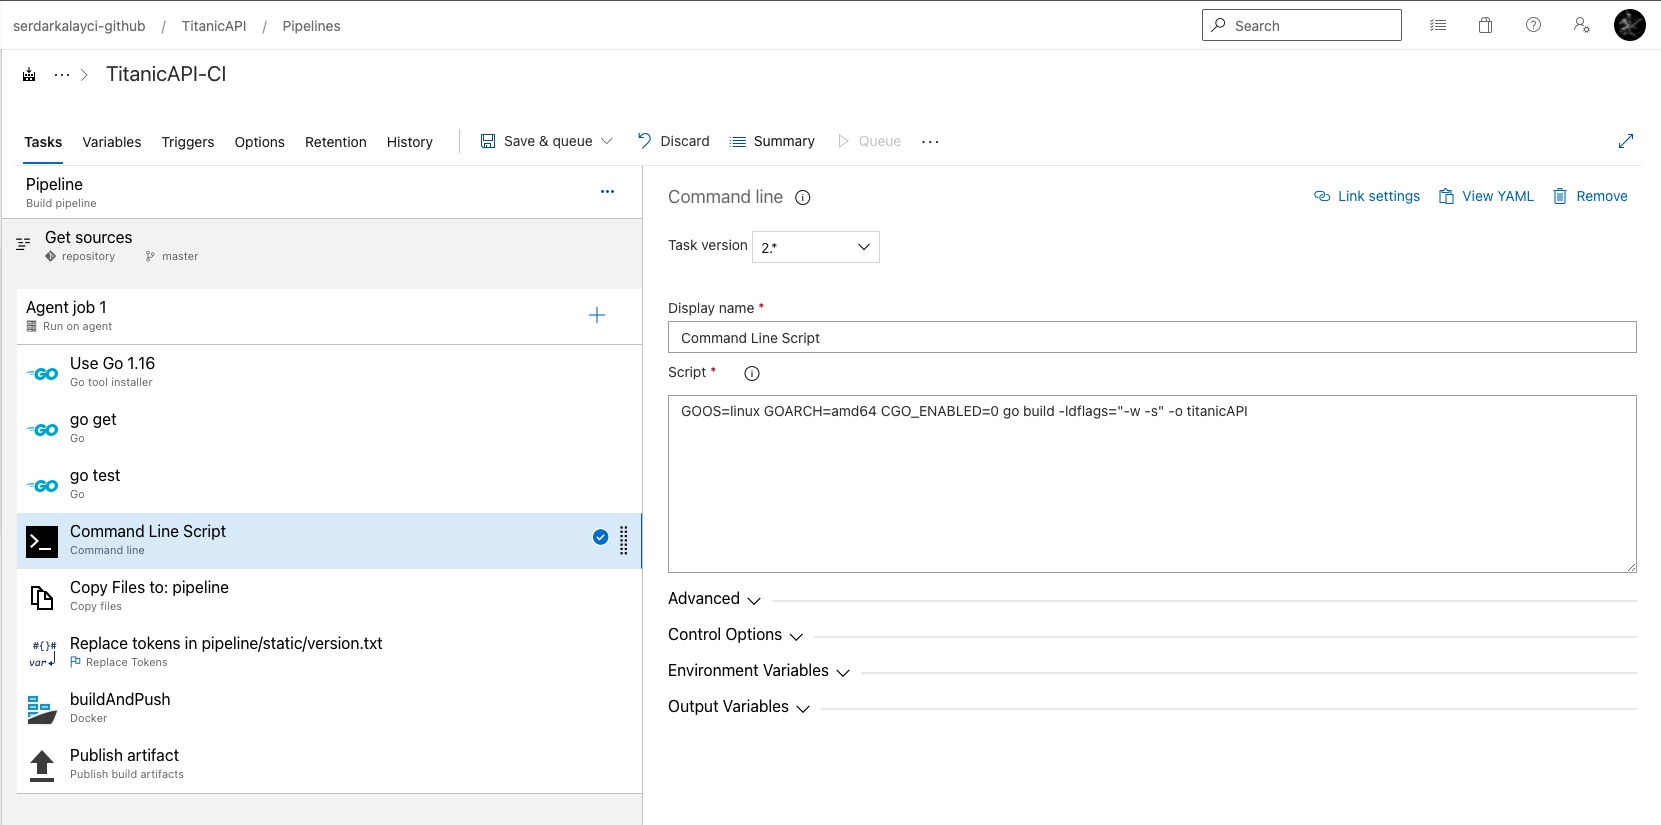 serdarkalayci-github / TitanicAPI / Pipelines
Search
TitanicAPI-CI
Tasks Variables Triggers Options Retention History Save & queue Discard Summary Queue
Pipeline
Build pipeline
Get sources
repository master
Agent job 1
Run on agent
GO Use Go 1.16
Go tool installer
GO go get
Go
GO go test
Go
Command Line Script
Command line
Copy Files to: pipeline
Copy files
#{}# var Replace tokens in pipeline/static/version.txt
Replace Tokens
buildAndPush
Docker
Publish artifact
Publish build artifacts
Command line
Link settings View YAML Remove
Task version 2.*
Display name *
Command Line Script
Script *
GOOS=linux GOARCH=amd64 CGO_ENABLED=0 go build -ldflags="-w -s" -o titanicAPI
Advanced
Control Options
Environment Variables
Output Variables